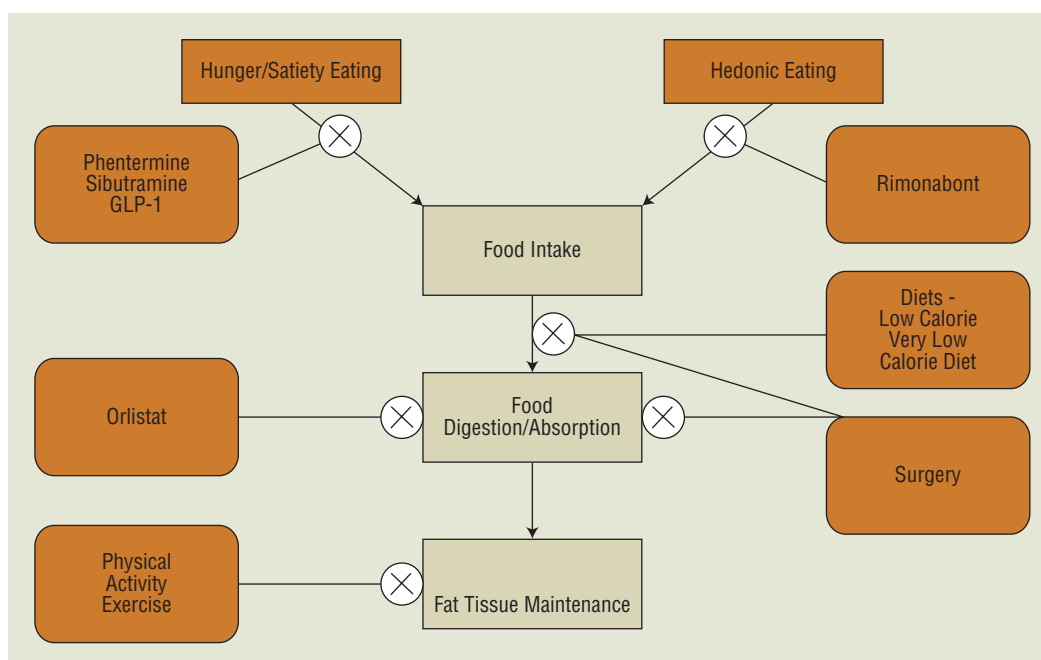 Hunger/Satiety Eating
Hedonic Eating
Phentermine
Sibutramine
GLP-1
Rimonabont
Food Intake
Diets -
Low Calorie
Very Low
Calorie Diet
Orlistat
Food
Digestion/Absorption
Surgery
Physical
Activity
Exercise
Fat Tissue Maintenance